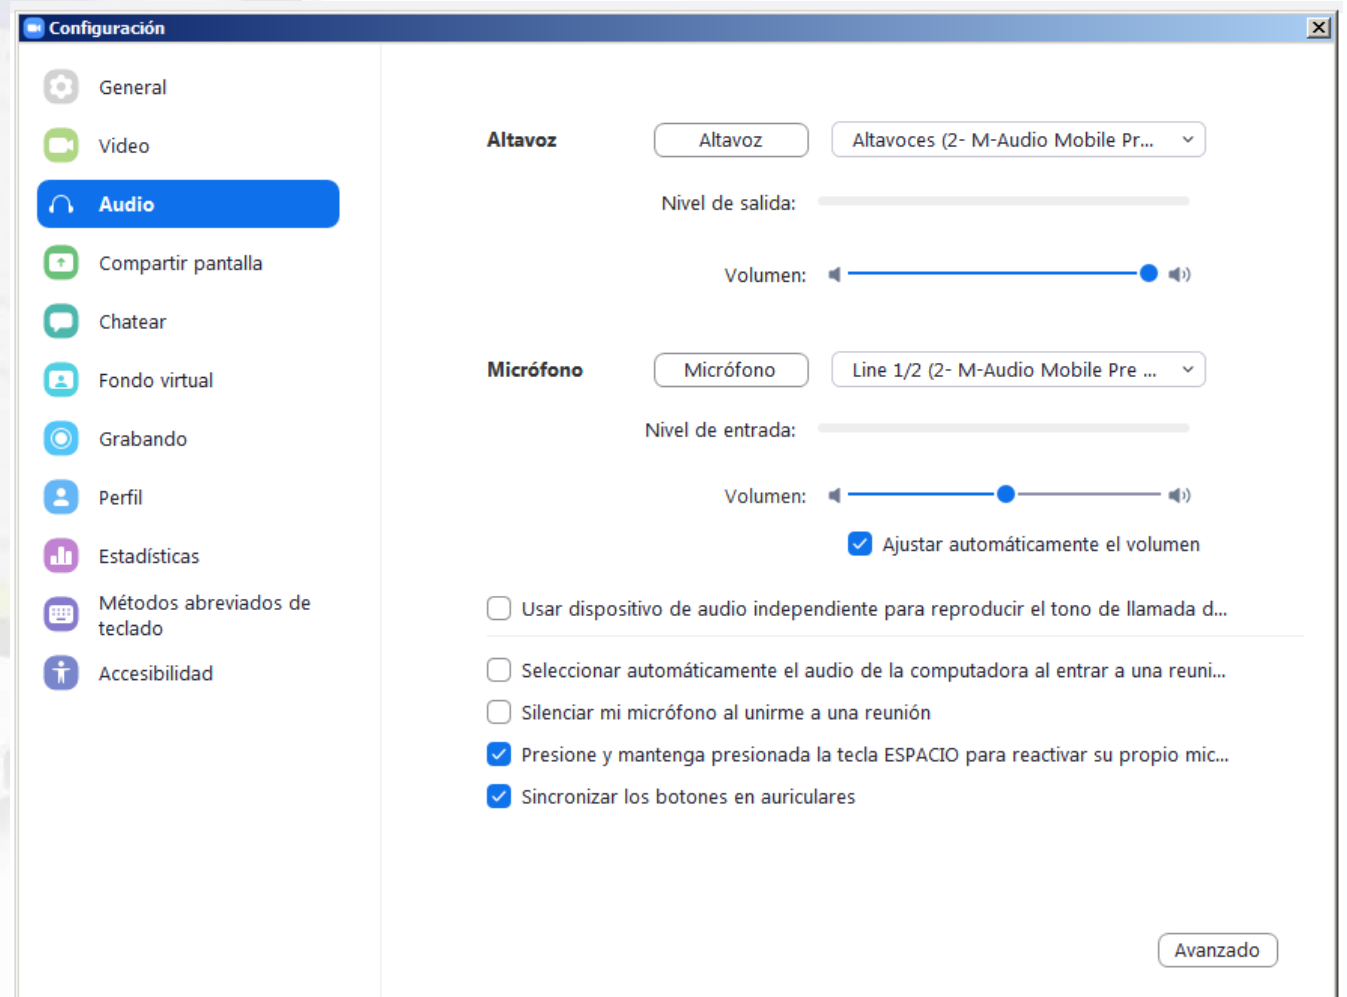 Configuración
General
Video
Audio
Compartir pantalla
Chatear
Fondo virtual
Grabando
Perfil
Estadísticas
Métodos abreviados de
teclado
Accesibilidad
Altavoz
Altavoz
Altavoces (2- M-Audio Mobile Pr...
Nivel de salida:
Volumen:
Micrófono
Micrófono
Line 1/2 (2- M-Audio Mobile Pre ...
Nivel de entrada:
Volumen:
Ajustar automáticamente el volumen
Usar dispositivo de audio independiente para reproducir el tono de llamada d...
Seleccionar automáticamente el audio de la computadora al entrar a una reuni...
Silenciar mi micrófono al unirme a una reunión
Presione y mantenga presionada la tecla ESPACIO para reactivar su propio mic...
Sincronizar los botones en auriculares
Avanzado